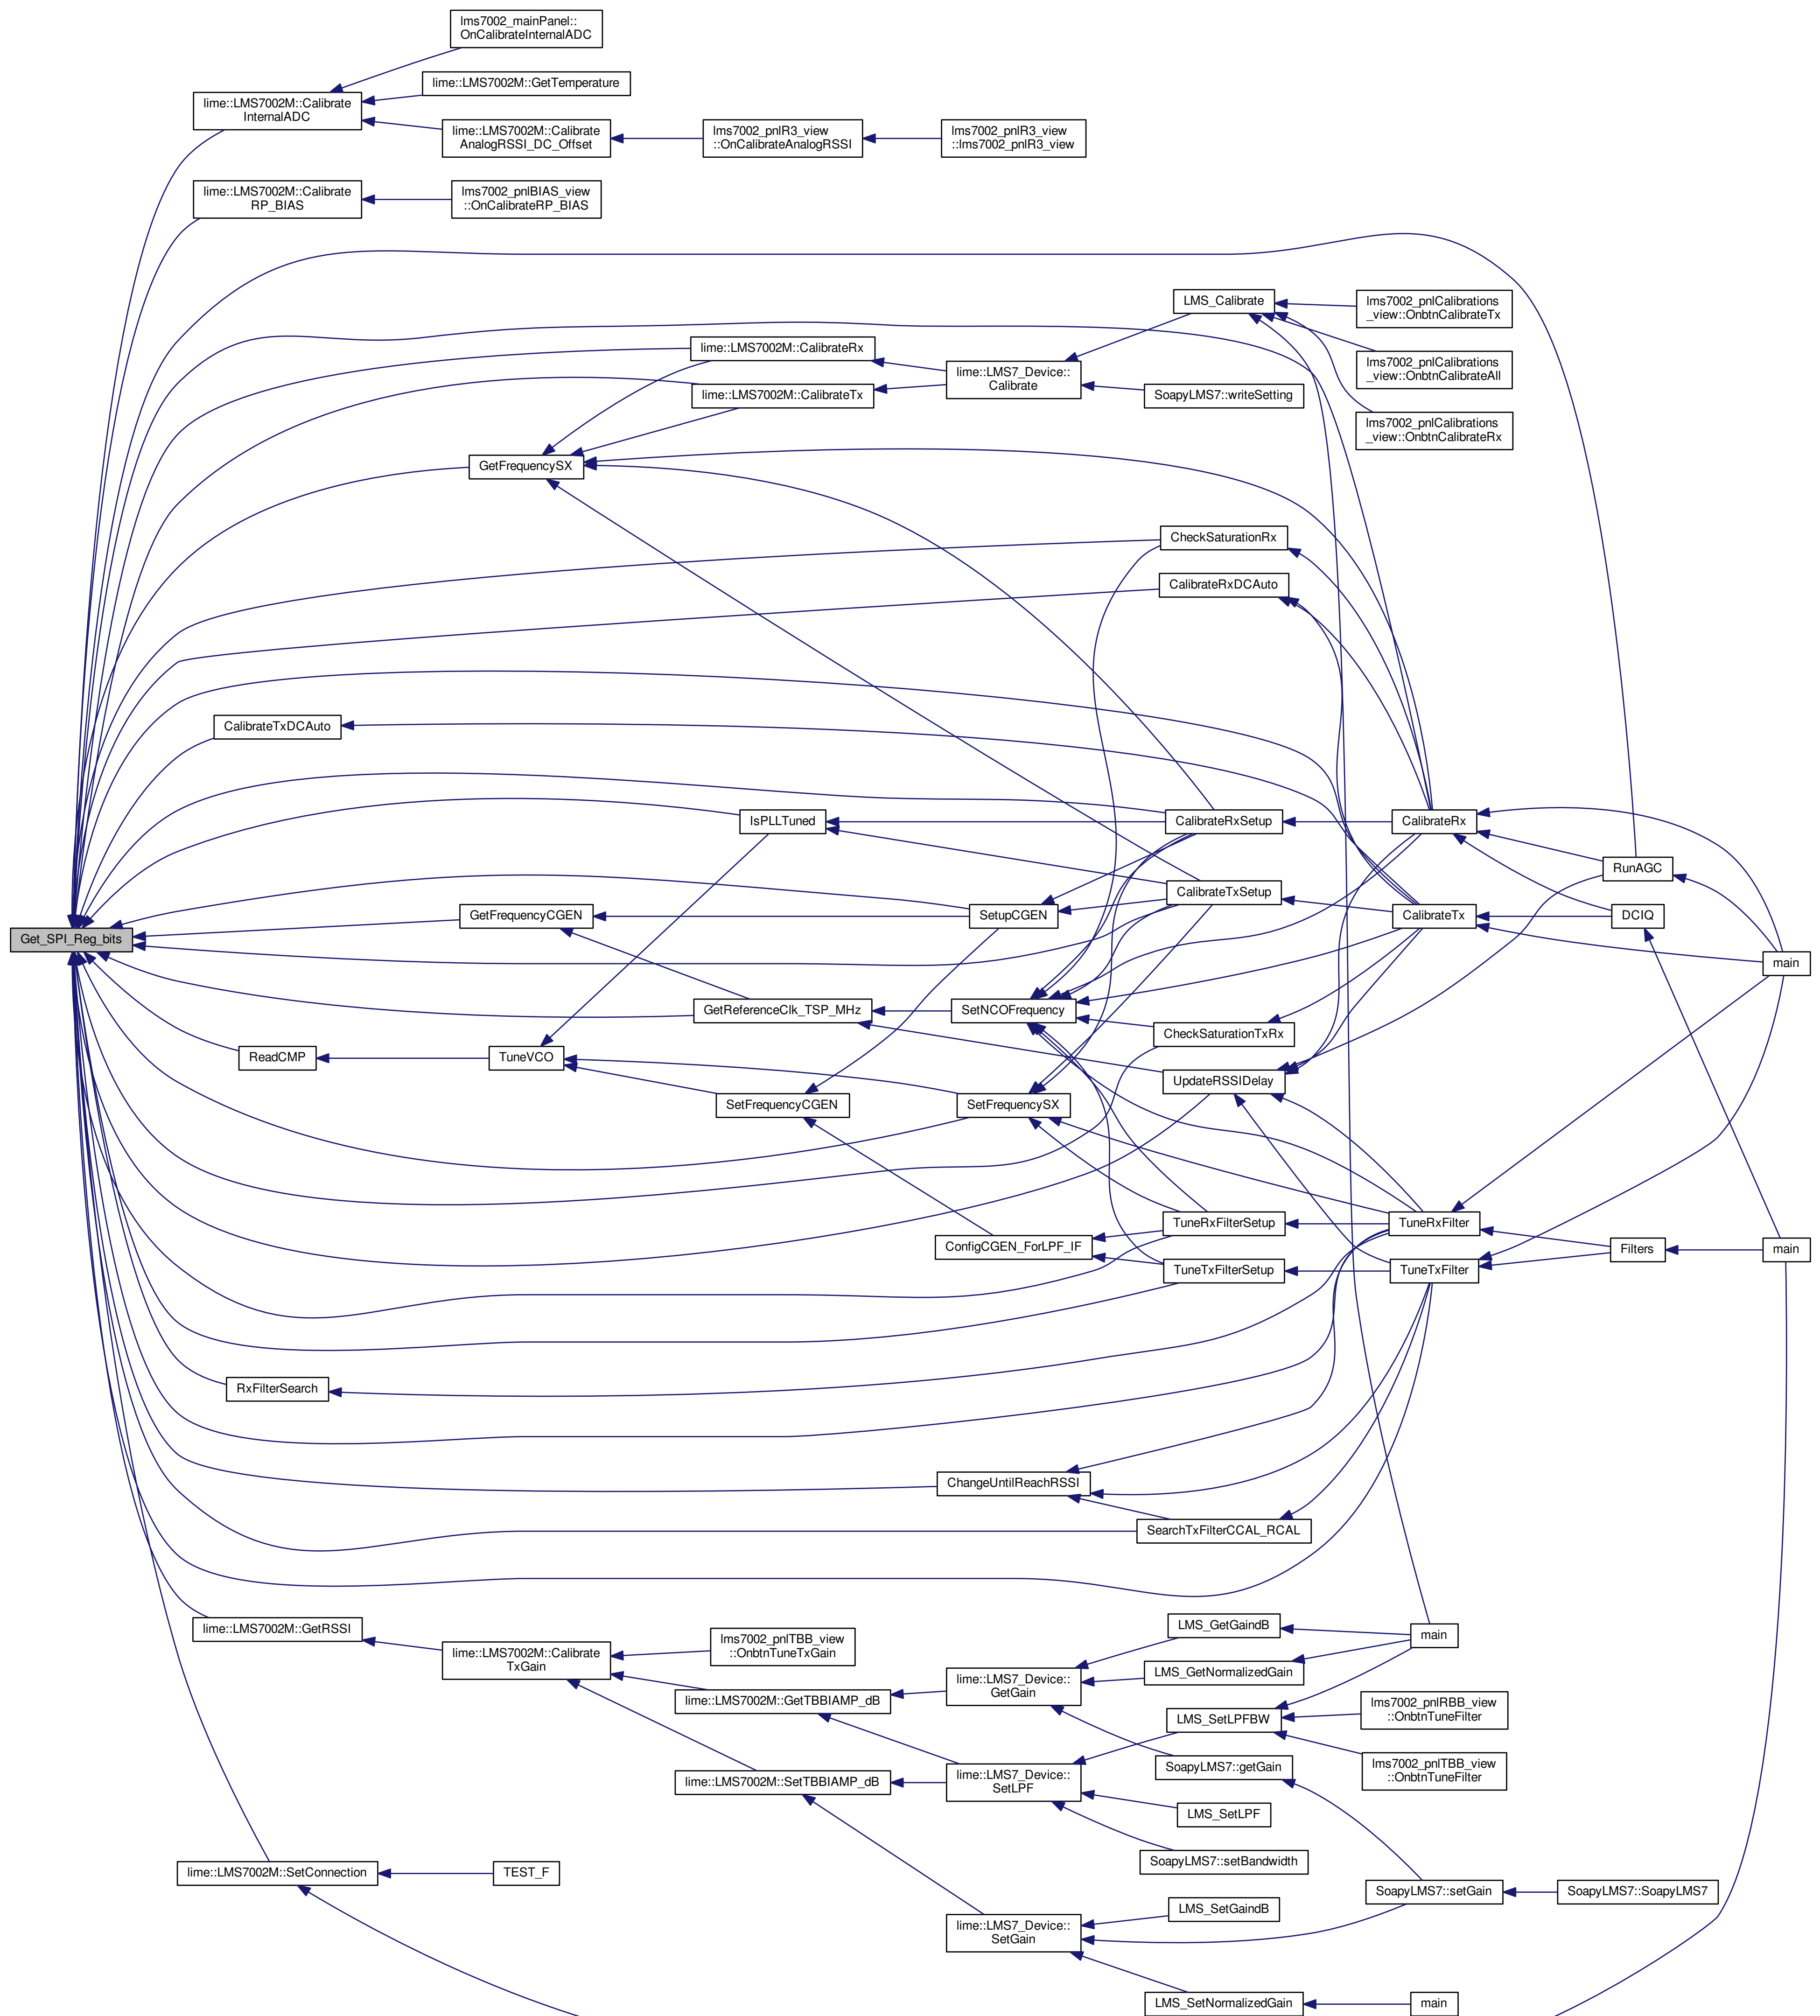 lms7002_mainPanel::
OnCalibrateInternalADC
lime::LMS7002M::GetTemperature
lime::LMS7002M::Calibrate
InternalADC
lime::LMS7002M::Calibrate
AnalogRSSI_DC_Offset
lms7002_pnlR3_view
::OnCalibrateAnalogRSSI
lms7002_pnlR3_view
::lms7002_pnlR3_view
lime::LMS7002M::Calibrate
RP_BIAS
lms7002_pnlBIAS_view
::OnCalibrateRP_BIAS
LMS_Calibrate
lms7002_pnlCalibrations
_view::OnbtnCalibrateTx
lime::LMS7002M::CalibrateRx
lime::LMS7_Device::
Calibrate
lms7002_pnlCalibrations
_view::OnbtnCalibrateAll
lime::LMS7002M::CalibrateTx
SoapyLMS7::writeSetting
lms7002_pnlCalibrations
_view::OnbtnCalibrateRx
GetFrequencySX
CheckSaturationRx
CalibrateRxDCAuto
CalibrateTxDCAuto
IsPLLTuned
CalibrateRxSetup
CalibrateRx
RunAGC
CalibrateTxSetup
GetFrequencyCGEN
SetupCGEN
CalibrateTx
DCIQ
Get_SPI_Reg_bits
main
GetReferenceClk_TSP_MHz
SetNCOFrequency
CheckSaturationTxRx
ReadCMP
TuneVCO
UpdateRSSIDelay
SetFrequencyCGEN
SetFrequencySX
TuneRxFilterSetup
TuneRxFilter
ConfigCGEN_ForLPF_IF
Filters
main
TuneTxFilterSetup
TuneTxFilter
RxFilterSearch
ChangeUntilReachRSSI
SearchTxFilterCCAL_RCAL
lime::LMS7002M::GetRSSI
LMS_GetGaindB
main
lms7002_pnlTBB_view
::OnbtnTuneTxGain
lime::LMS7002M::Calibrate
TxGain
LMS_GetNormalizedGain
lime::LMS7_Device::
GetGain
lime::LMS7002M::GetTBBIAMP_dB
LMS_SetLPFBW
lms7002_pnlRBB_view
::OnbtnTuneFilter
SoapyLMS7::getGain
lms7002_pnlTBB_view
::OnbtnTuneFilter
lime::LMS7002M::SetTBBIAMP_dB
lime::LMS7_Device::
SetLPF
LMS_SetLPF
SoapyLMS7::setBandwidth
lime::LMS7002M::SetConnection
TEST_F
SoapyLMS7::setGain
SoapyLMS7::SoapyLMS7
LMS_SetGaindB
lime::LMS7_Device::
SetGain
LMS_SetNormalizedGain
main